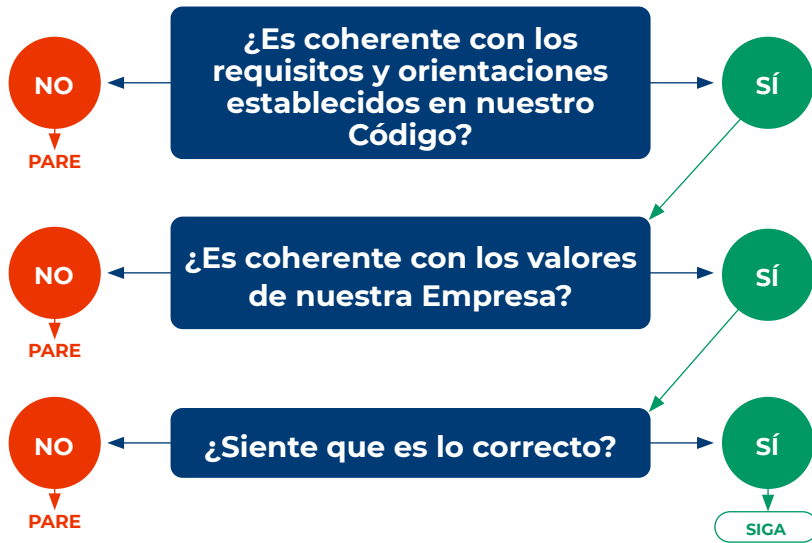 ¿Es coherente con los
requisitos y orientaciones
establecidos en nuestro
Código?
NO
SÍ
PARE
¿Es coherente con los valores
de nuestra Empresa?
NO
SÍ
PARE
¿Siente que es lo correcto?
NO
SÍ
PARE
SIGA